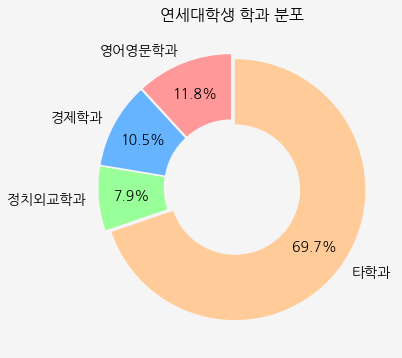 연세대학생 학과 분포
영어영문학과
11.8%
경제학과
10.5%
정치외교학과
7.9%
69.7%
타학과